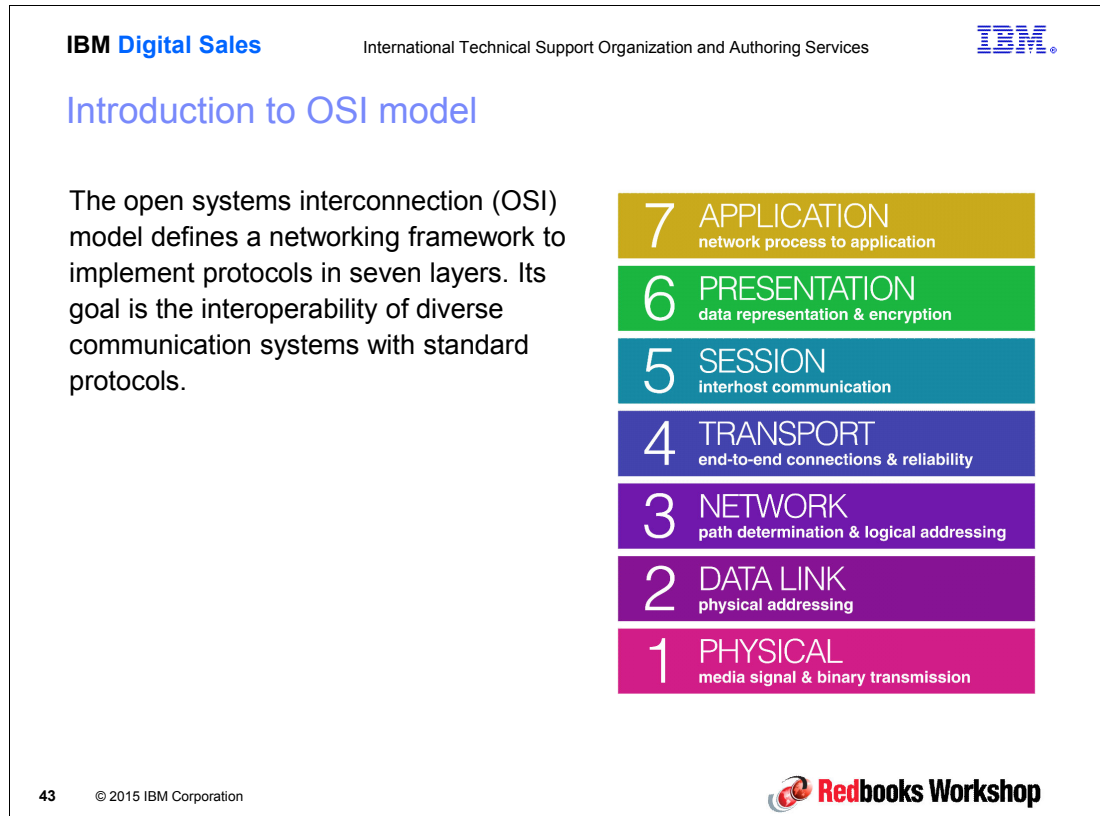 IBM Digital Sales
International Technical Support Organization and Authoring Services
IBM®
Introduction to OSI model
The open systems interconnection (OSI)
model defines a networking framework to
implement protocols in seven layers. Its
goal is the interoperability of diverse
communication systems with standard
protocols.
7 APPLICATION
network process to application
6 PRESENTATION
data representation & encryption
5 SESSION
interhost communication
4 TRANSPORT
end-to-end connections & reliability
3 NETWORK
path determination & logical addressing
2 DATA LINK
physical addressing
1 PHYSICAL
media signal & binary transmission
43 © 2015 IBM Corporation
Redbooks Workshop